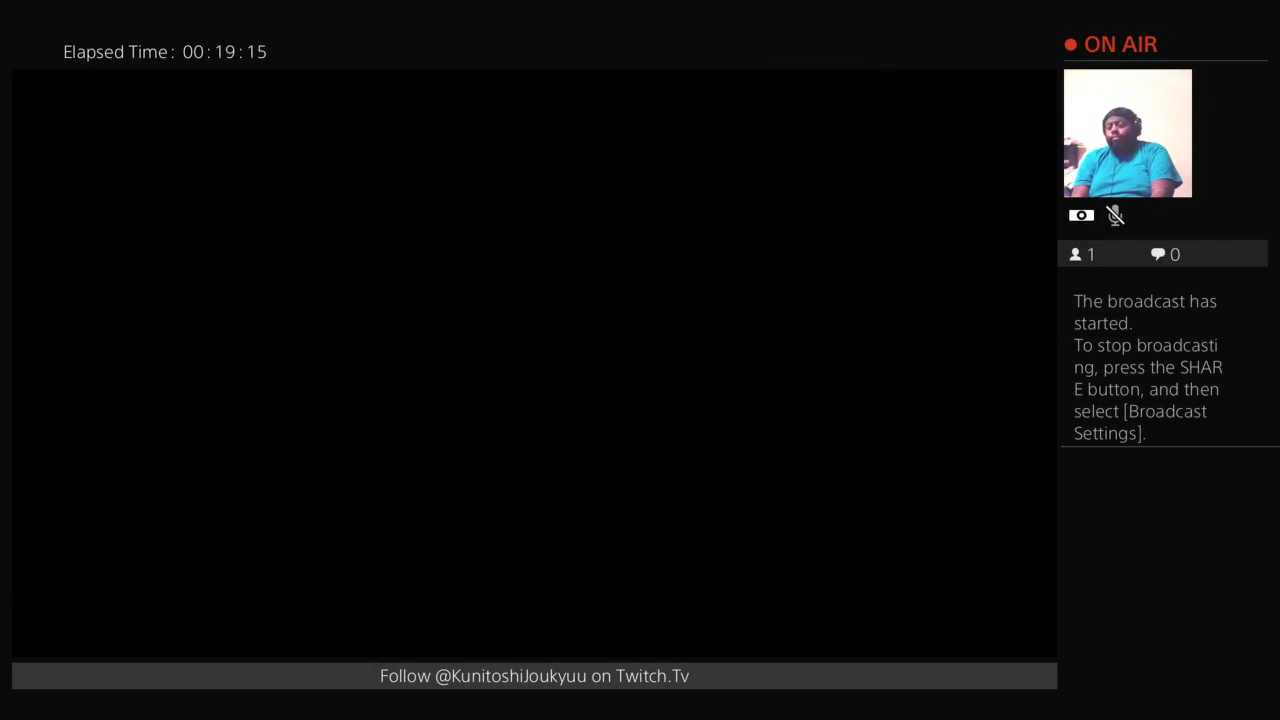 Elapsed Time: 00:19:15
ON AIR
1 0
The broadcast has
started.
To stop broadcasti
ng, press the SHAR
E button, and then
select [Broadcast
Settings].
Follow @KunitoshiJoukyuu on Twitch.Tv